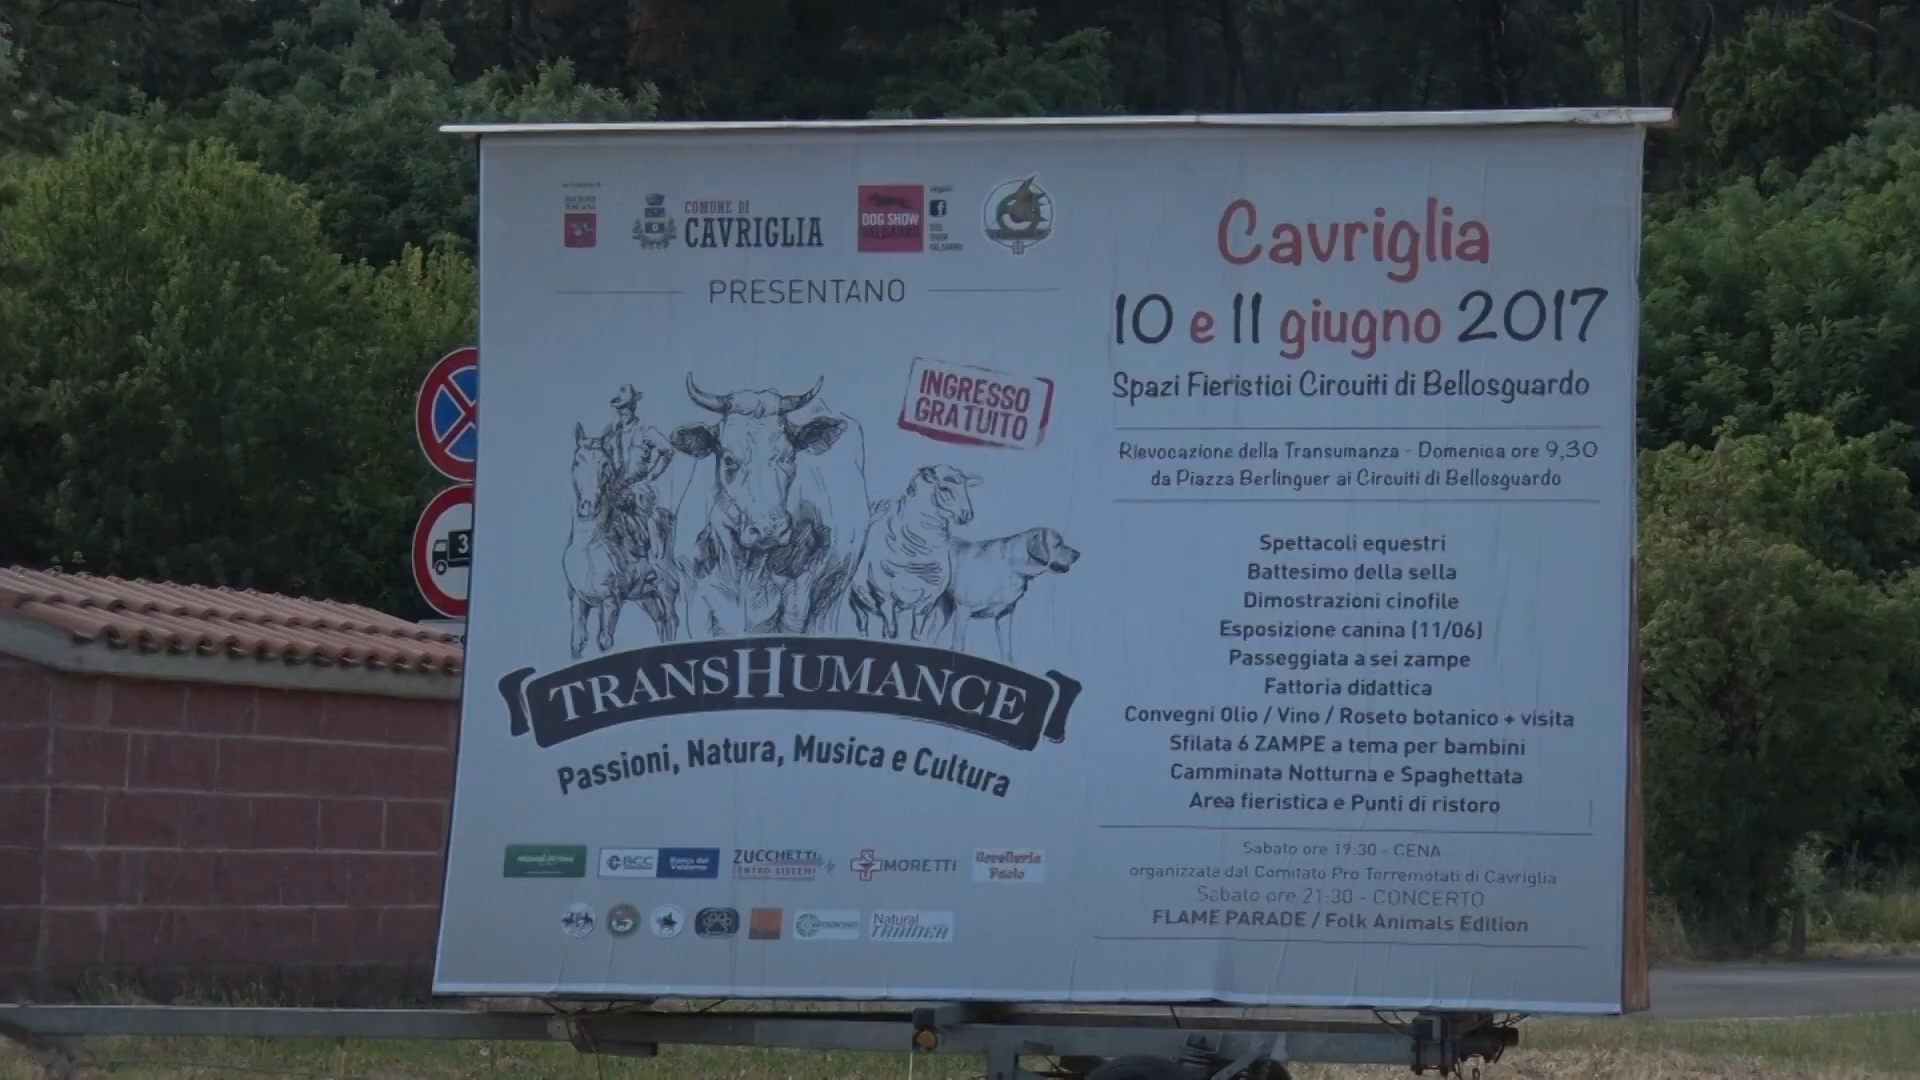 COMUNE DI
CAVRIGLIA
DOG SHOW
VALDARNO
DOG
SHOW
VALDARNO
PRESENTANO
INGRESSO
GRATUITO
TRANSHUMANCE
Passioni, Natura, Musica e Cultura
BCC
ZUCCHETTI
CENTRO SISTEMI
MORETTI
Paolo
Natural
TRAINER
3
Cavriglia
10 e 11 giugno 2017
Spazi Fieristici Circuiti di Bellosguardo
Rievocazione della Transumanza - Domenica ore 9,30
da Piazza Berlinguer ai Circuiti di Bellosguardo
Spettacoli equestri
Battesimo della sella
Dimostrazioni cinofile
Esposizione canina (11/06)
Passeggiata a sei zampe
Fattoria didattica
Convegni Olio / Vino / Roseto botanico + visita
Sfilata 6 ZAMPE a tema per bambini
Camminata Notturna e Spaghettata
Area fieristica e Punti di ristoro
Sabato ore 19:30 - CENA
organizzata dal Comitato Pro Terremotati di Cavriglia
Sabato ore 21:30 - CONCERTO
FLAME PARADE / Folk Animals Edition